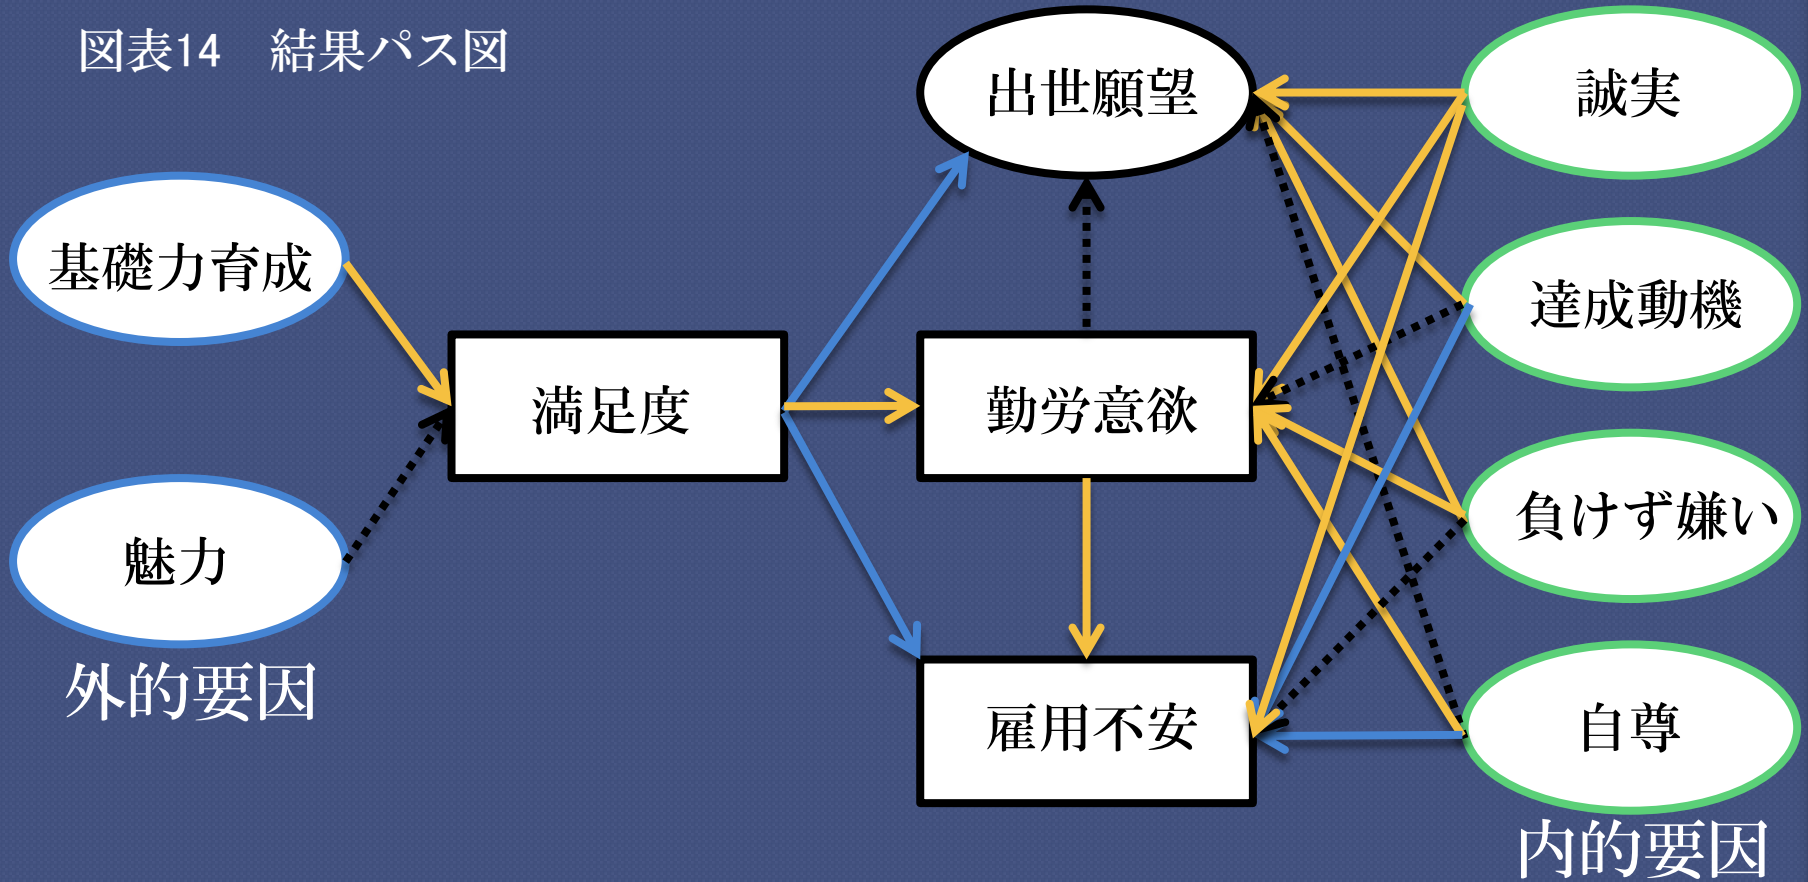 図表14　結果パス図
出世願望
誠実
基礎力育成
達成動機
満足度
勤労意欲
負けず嫌い
魅力
外的要因
雇用不安
自尊
内的要因